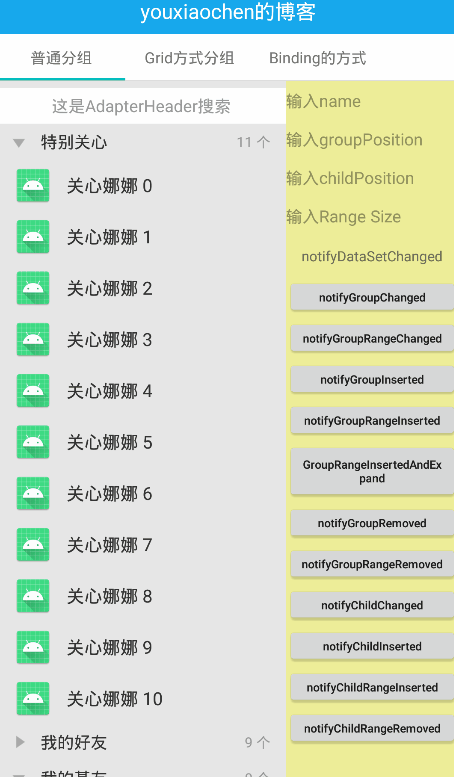 youxiaochen的博客
普通分组
Grid方式分组
Binding的方式
这是AdapterHeader搜索
特别关心
11 个
关心娜娜 0
关心娜娜 1
关心娜娜 2
关心娜娜 3
关心娜娜 4
关心娜娜 5
关心娜娜 6
关心娜娜 7
关心娜娜 8
关心娜娜 9
关心娜娜 10
我的好友
9 个
输入name
输入groupPosition
输入childPosition
输入Range Size
notifyDataSetChanged
notifyGroupChanged
notifyGroupRangeChanged
notifyGroupInserted
notifyGroupRangeInserted
GroupRangeInsertedAndEx
pand
notifyGroupRemoved
notifyGroupRangeRemoved
notifyChildChanged
notifyChildInserted
notifyChildRangeInserted
notifyChildRangeRemoved